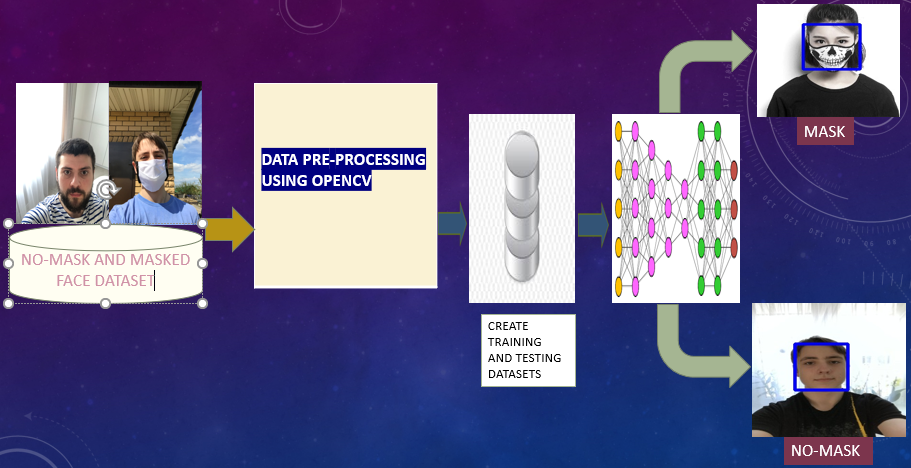 NO-MASK AND MASKED
FACE DATASET
DATA PRE-PROCESSING
USING OPENCV
CREATE
TRAINING
AND TESTING
DATASETS
MASK
NO-MASK